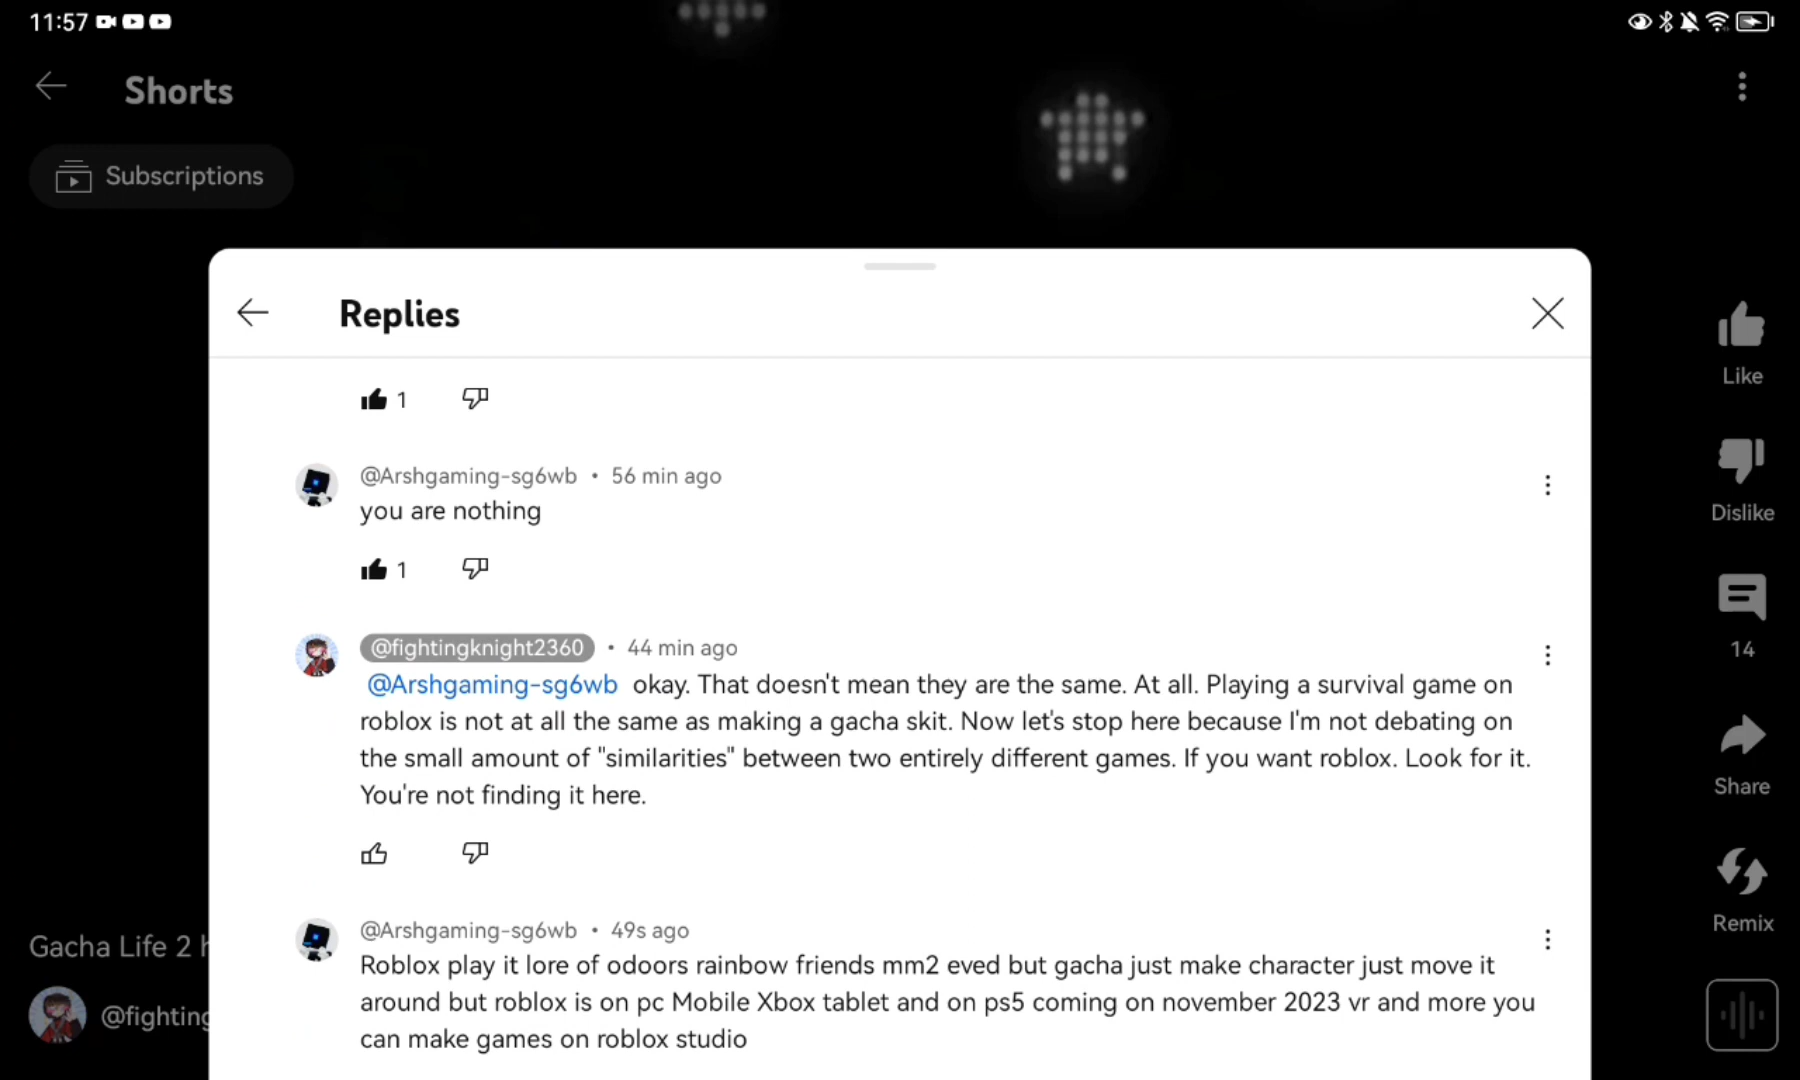 11:57
Shorts
Subscriptions
Replies
1
@Arshgaming-sg6wb • 56 min ago
you are nothing
1
@fightingknight2360 • 44 min ago
@Arshgaming-sg6wb okay. That doesn't mean they are the same. At all. Playing a survival game on
roblox is not at all the same as making a gacha skit. Now let's stop here because I'm not debating on
the small amount of "similarities" between two entirely different games. If you want roblox. Look for it.
You're not finding it here.
@Arshgaming-sg6wb • 49s ago
Roblox play it lore of odoors rainbow friends mm2 eved but gacha just make character just move it
around but roblox is on pc Mobile Xbox tablet and on ps5 coming on november 2023 vr and more you
can make games on roblox studio
Like
Dislike
14
Share
Remix
Gacha Life 2 h
@fighting